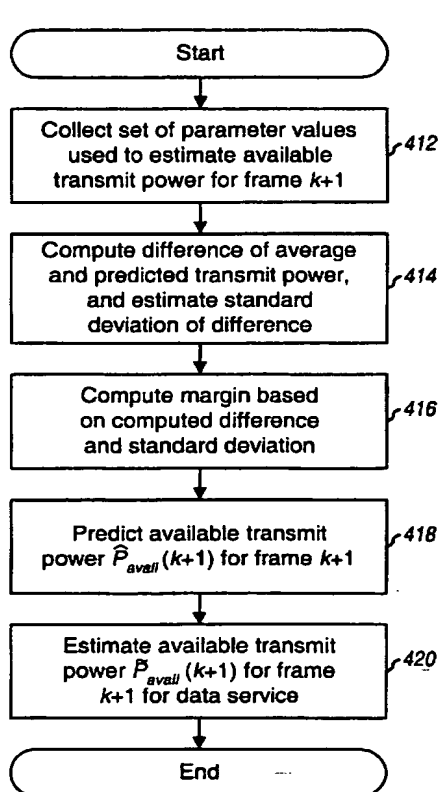 Start
Collect set of parameter values
used to estimate available
transmit power for frame k+1
412
Compute difference of average
and predicted transmit power,
and estimate standard
deviation of difference
414
Compute margin based
on computed difference
and standard deviation
416
Predict available transmit
power P̂avail (k+1) for frame k+1
418
Estimate available transmit
power P̃avail (k+1) for frame
k+1 for data service
420
End